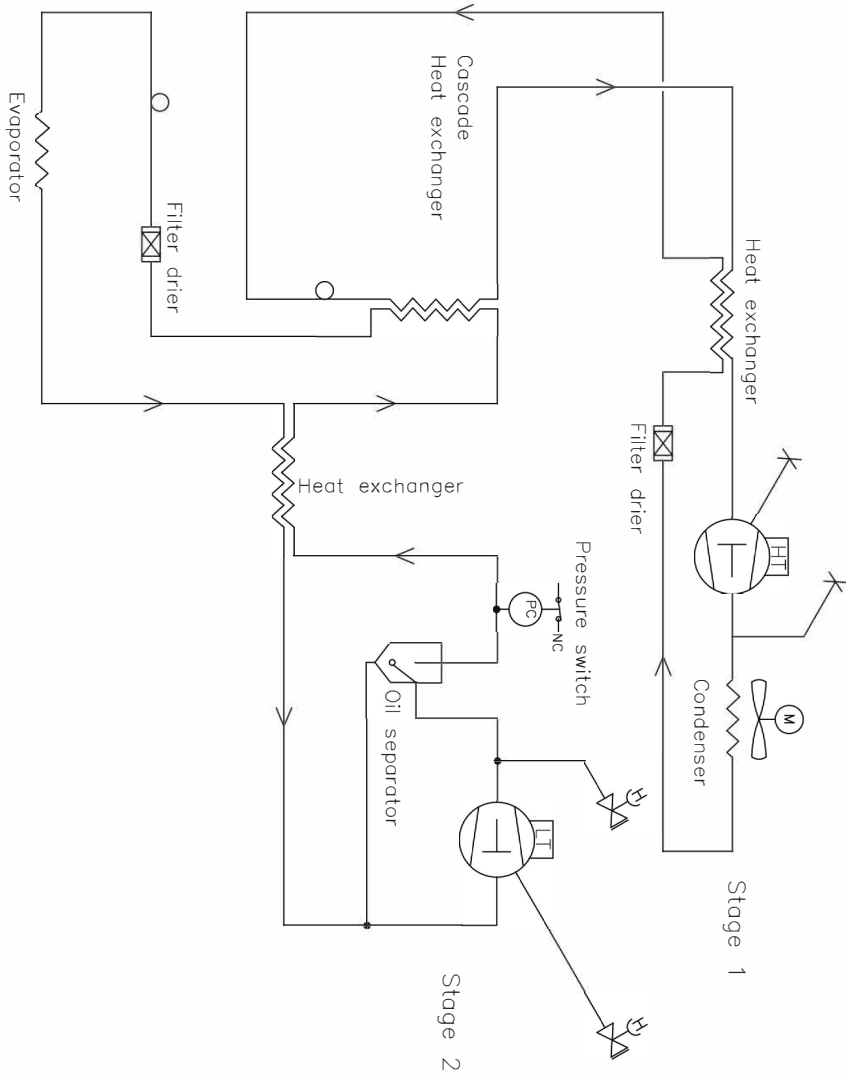 Stage 1
Stage 2
HT
M
Condenser
Heat exchanger
Filter drier
Cascade
Heat exchanger
Pressure switch
PC
NC
LT
Oil separator
Heat exchanger
Filter drier
Evaporator